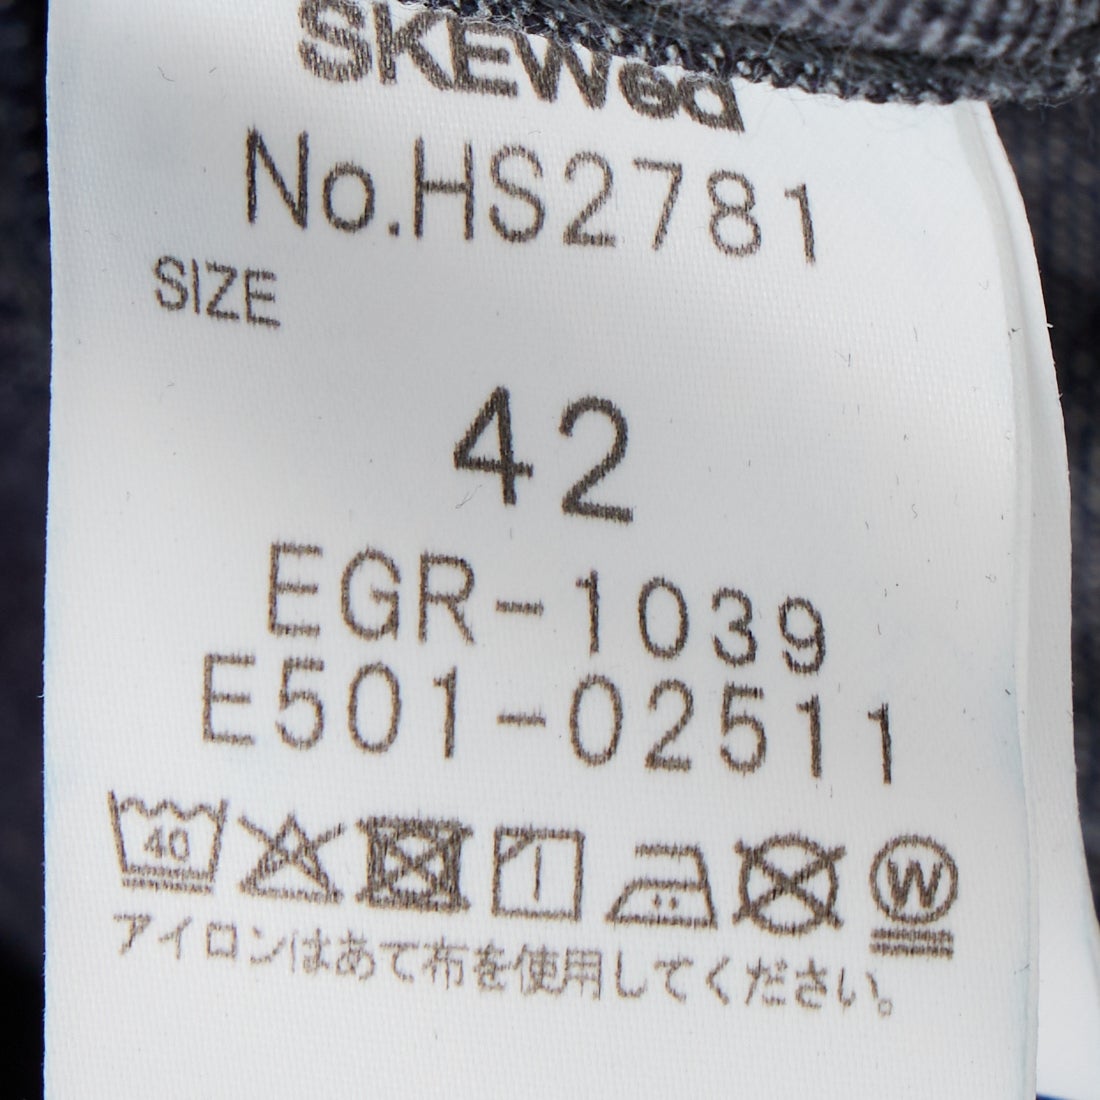 SKEWed
No.HS2781
SIZE
42
EGR-1039
E501-02511
40
W
アイロンはあて布を使用してください。